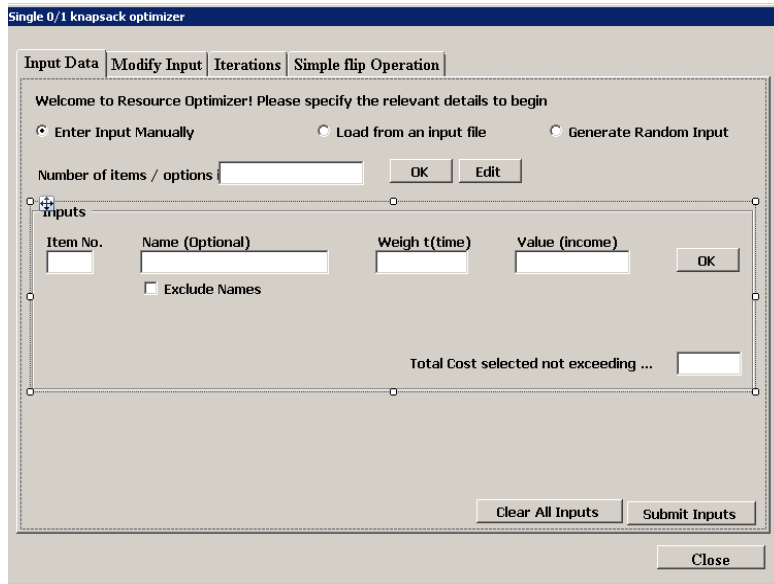 Single 0/1 knapsack optimizer
Input Data Modify Input Iterations Simple flip Operation
Welcome to Resource Optimizer! Please specify the relevant details to begin
Enter Input Manually Load from an input file Generate Random Input
Number of items / options i OK Edit
Inputs
Item No. Name (Optional) Weigh t(time) Value (income)
OK
Exclude Names
Total Cost selected not exceeding ...
Clear All Inputs Submit Inputs
Close